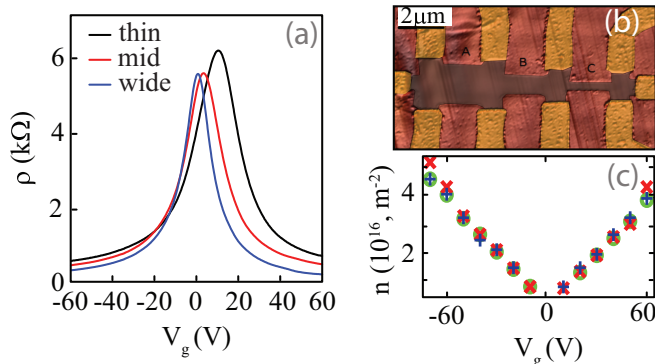 (a)
thin
mid
wide
ρ (kΩ)
6
4
2
0
-60 -40 -20 0 20 40 60
V_g (V)
2μm
(b)
A
B
C
(c)
n (10^16, m^-2)
4
2
-60 0 60
V_g (V)